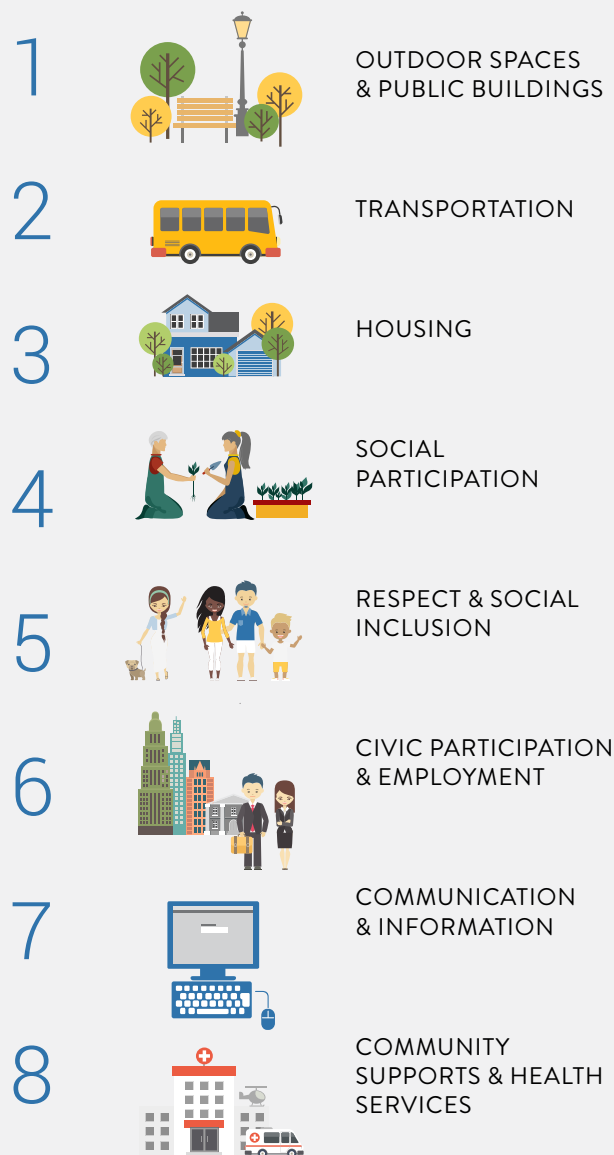 1
OUTDOOR SPACES
& PUBLIC BUILDINGS
2
TRANSPORTATION
3
HOUSING
4
SOCIAL
PARTICIPATION
5
RESPECT & SOCIAL
INCLUSION
6
CIVIC PARTICIPATION
& EMPLOYMENT
7
COMMUNICATION
& INFORMATION
8
COMMUNITY
SUPPORTS & HEALTH
SERVICES